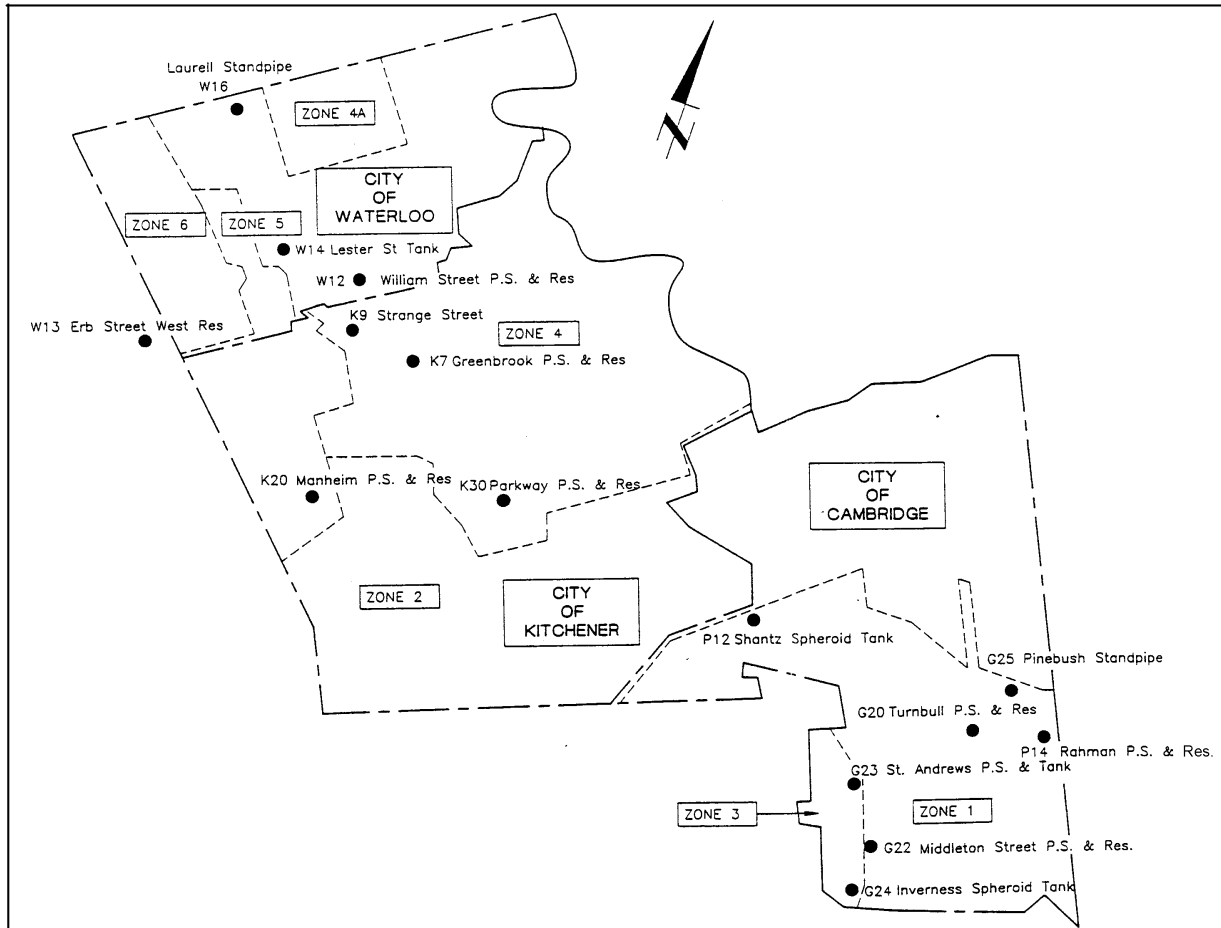 Laurell Standpipe
W16
ZONE 4A
N
CITY
OF
WATERLOO
ZONE 6
ZONE 5
W14 Lester St Tank
W12 William Street P.S. & Res
W13 Erb Street West Res
K9 Strange Street
ZONE 4
K7 Greenbrook P.S. & Res
K20 Manheim P.S. & Res
K30 Parkway P.S. & Res
CITY
OF
CAMBRIDGE
ZONE 2
CITY
OF
KITCHENER
P12 Shantz Spheroid Tank
G25 Pinebush Standpipe
G20 Turnbull P.S. & Res
P14 Rahman P.S. & Res.
G23 St. Andrews P.S. & Tank
ZONE 3
ZONE 1
G22 Middleton Street P.S. & Res.
G24 Inverness Spheroid Tank